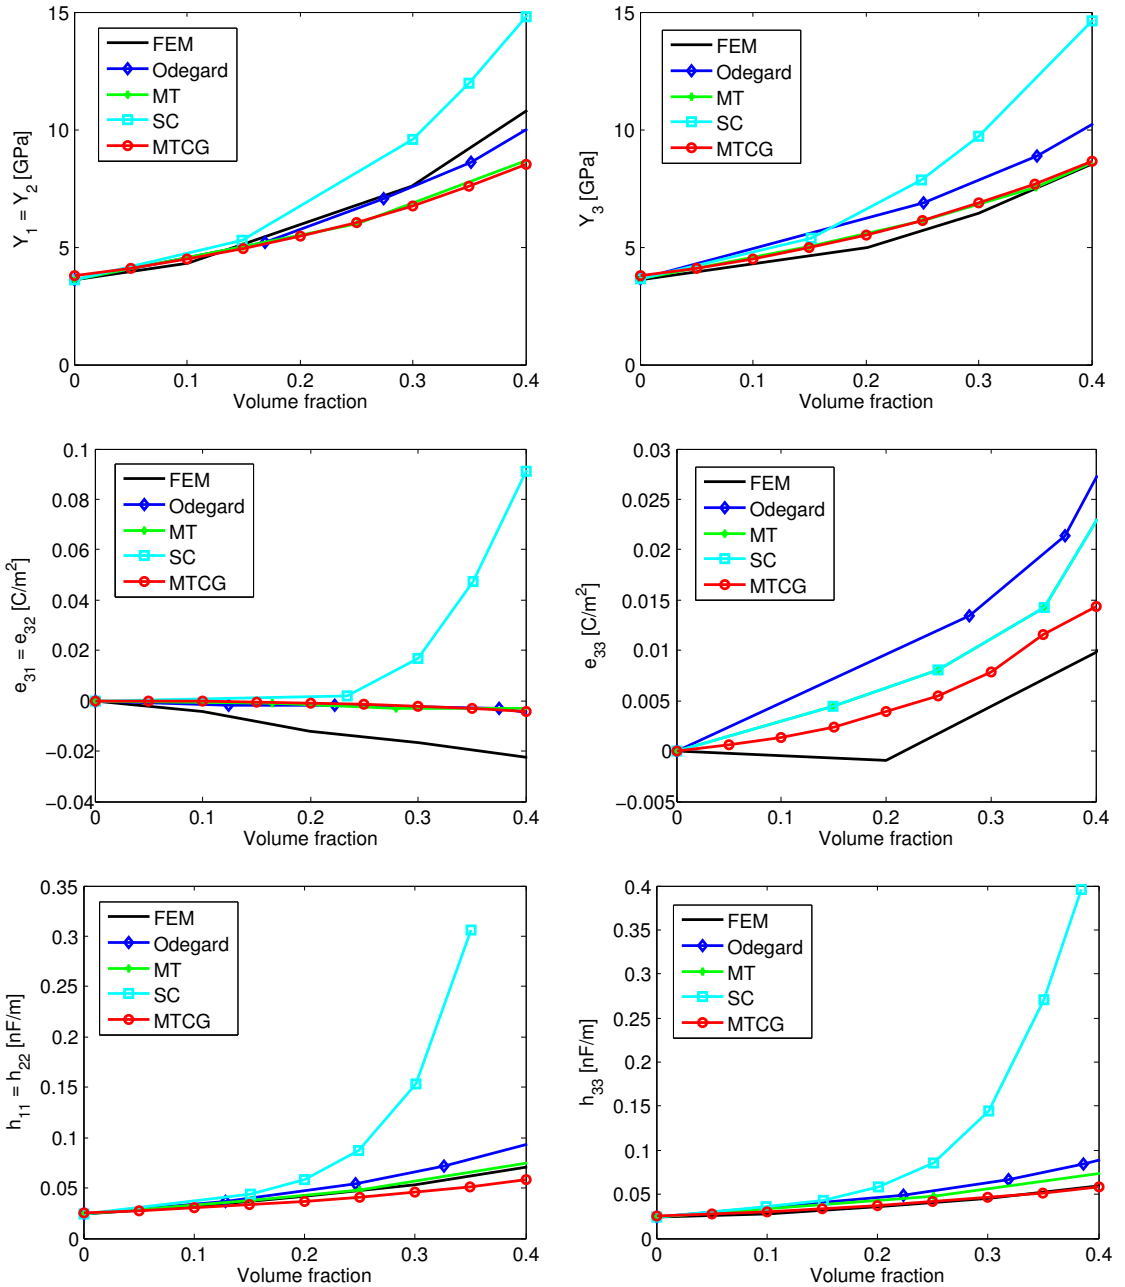 15
10
5
0
Y1 = Y2 [GPa]
FEM
Odegard
MT
SC
MTCG
0 0.1 0.2 0.3 0.4
Volume fraction
15
10
5
0
Y3 [GPa]
FEM
Odegard
MT
SC
MTCG
0 0.1 0.2 0.3 0.4
Volume fraction
0.1
0.08
0.06
0.04
0.02
0
−0.02
−0.04
e31 = e32 [C/m2]
FEM
Odegard
MT
SC
MTCG
0 0.1 0.2 0.3 0.4
Volume fraction
0.03
0.025
0.02
0.015
0.01
0.005
0
−0.005
e33 [C/m2]
FEM
Odegard
MT
SC
MTCG
0 0.1 0.2 0.3 0.4
Volume fraction
0.35
0.3
0.25
0.2
0.15
0.1
0.05
0
h11 = h22 [nF/m]
FEM
Odegard
MT
SC
MTCG
0 0.1 0.2 0.3 0.4
Volume fraction
0.4
0.35
0.4
0.3
0.2
0.15
0.1
0.05
0
h33 [nF/m]
FEM
Odegard
MT
SC
MTCG
0 0.1 0.2 0.3 0.4
Volume fraction